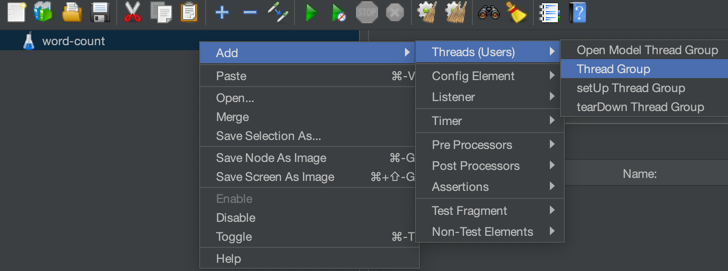 word-count
Add
Paste ⌘-V
Open...
Merge
Save Selection As...
Save Node As Image ⌘-G
Save Screen As Image ⌘+⇧-G
Enable
Disable
Toggle ⌘-T
Help
Threads (Users)
Config Element
Listener
Timer
Pre Processors
Post Processors
Assertions
Test Fragment
Non-Test Elements
Open Model Thread Group
Thread Group
setUp Thread Group
tearDown Thread Group
Name: